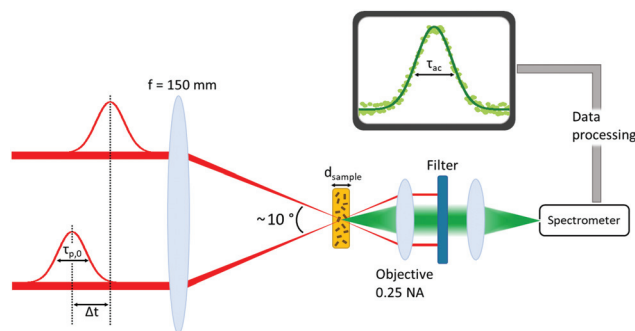 f = 150 mm
τac
Data
processing
dsample
Filter
~10 °
Spectrometer
τp,0
Objective
0.25 NA
Δt